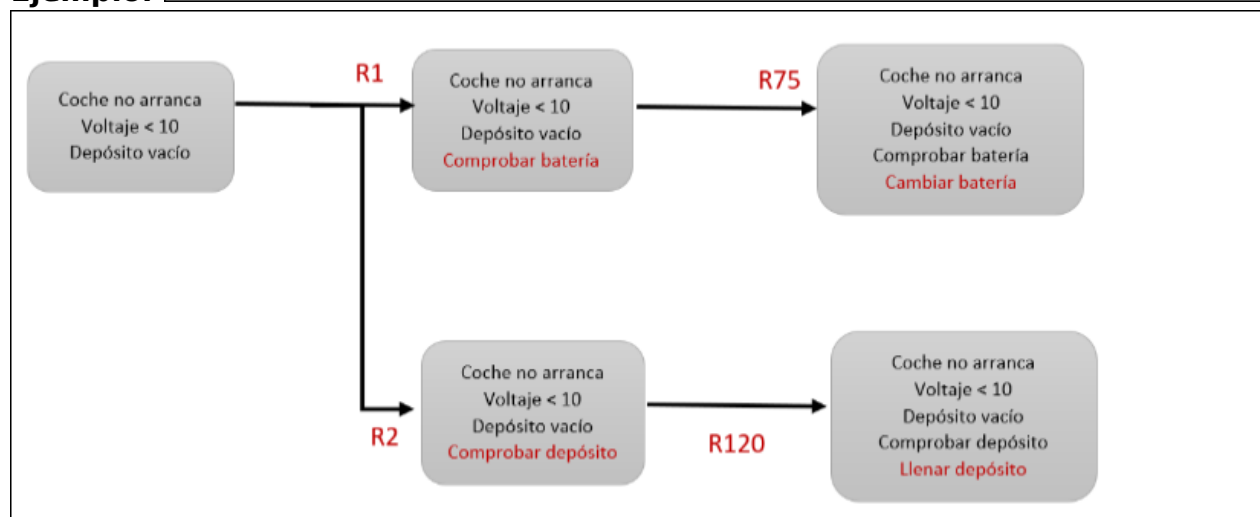 Ejemplo:
Coche no arranca
Voltaje < 10
Depósito vacío
R1
Coche no arranca
Voltaje < 10
Depósito vacío
Comprobar batería
R75
Coche no arranca
Voltaje < 10
Depósito vacío
Comprobar batería
Cambiar batería
R2
Coche no arranca
Voltaje < 10
Depósito vacío
Comprobar depósito
R120
Coche no arranca
Voltaje < 10
Depósito vacío
Comprobar depósito
Llenar depósito